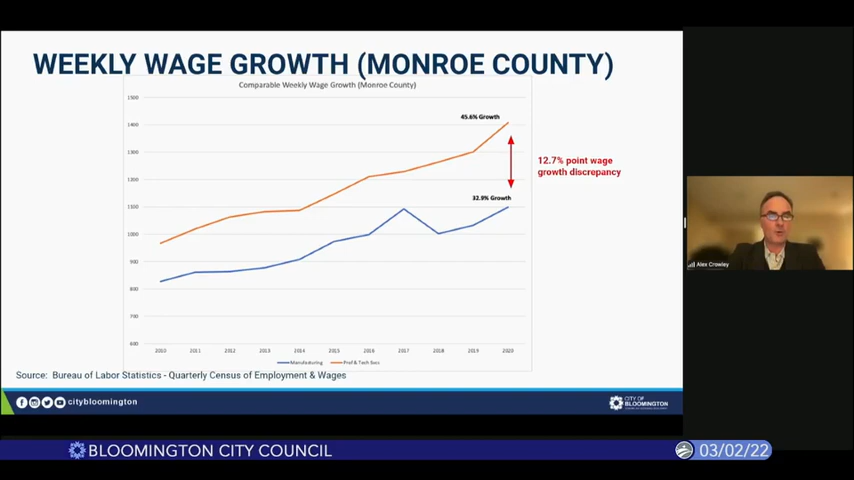 WEEKLY WAGE GROWTH (MONROE COUNTY)
Comparable Weekly Wage Growth (Monroe County)
1500
1400
1300
1200
1100
1000
900
800
700
600
45.6% Growth
32.9% Growth
12.7% point wage
growth discrepancy
2010 2011 2012 2013 2014 2015 2016 2017 2018 2019 2020
Manufacturing Prof & Tech Svcs
Source: Bureau of Labor Statistics - Quarterly Census of Employment & Wages
citybloomington
CITY OF
BLOOMINGTON
Alex Crowley
BLOOMINGTON CITY COUNCIL
03/02/22